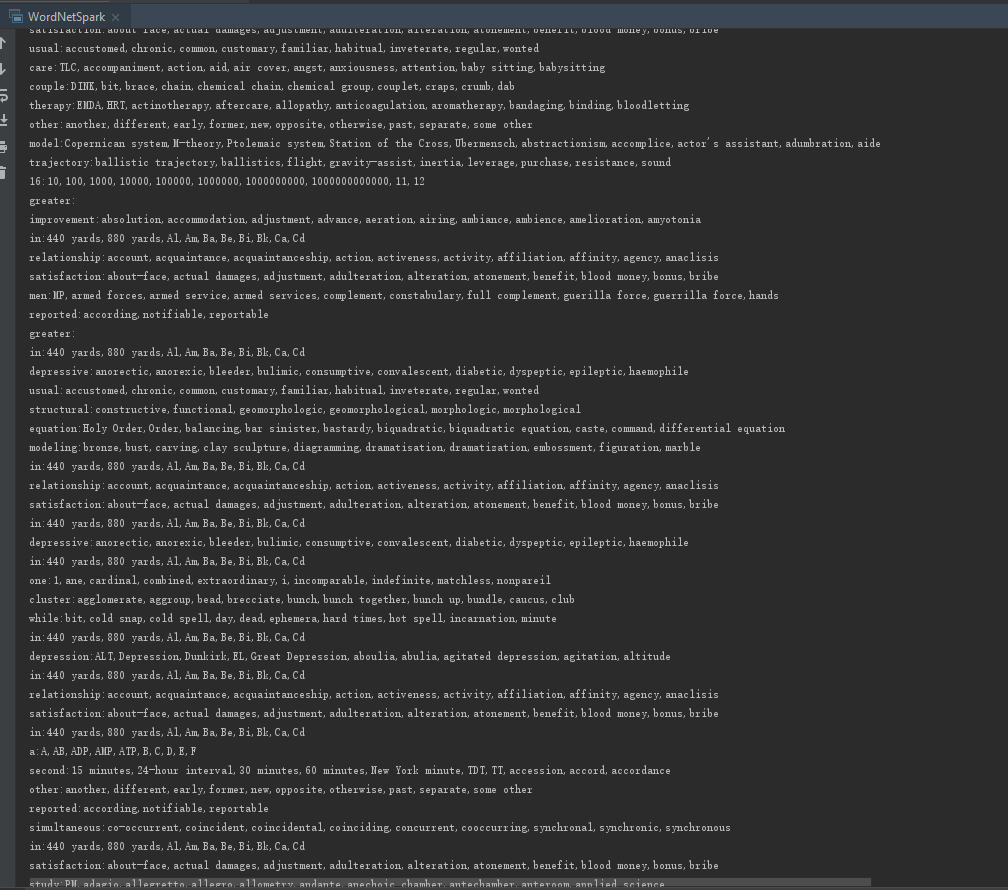 WordNetSpark
satisfaction:about-face, actual damages, adjustment, adulteration, alteration, atonement, benefit, blood money, bonus, bribe
usual:accustomed, chronic, common, customary, familiar, habitual, inveterate, regular, wonted
care:TLC, accompaniment, action, aid, air cover, angst, anxiousness, attention, baby sitting, babysitting
couple:DINK, bit, brace, chain, chemical chain, chemical group, couplet, craps, crumb, dab
therapy:EMDA, HRT, actinotherapy, aftercare, allopathy, anticoagulation, aromatherapy, bandaging, binding, bloodletting
other:another, different, early, former, new, opposite, otherwise, past, separate, some other
model:Copernican system, M-theory, Ptolemaic system, Station of the Cross, Ubermensch, abstractionism, accomplice, actor's assistant, adumbration, aide
trajectory:ballistic trajectory, ballistics, flight, gravity-assist, inertia, leverage, purchase, resistance, sound
16:10, 100, 1000, 10000, 100000, 1000000, 1000000000, 1000000000000, 11, 12
greater:
improvement:absolution, accommodation, adjustment, advance, aeration, airing, ambiance, ambience, amelioration, amyotonia
in:440 yards, 880 yards, Al, Am, Ba, Be, Bi, Bk, Ca, Cd
relationship:account, acquaintance, acquaintanceship, action, activeness, activity, affiliation, affinity, agency, anaclisis
satisfaction:about-face, actual damages, adjustment, adulteration, alteration, atonement, benefit, blood money, bonus, bribe
men:MP, armed forces, armed service, armed services, complement, constabulary, full complement, guerilla force, guerrilla force, hands
reported:according, notifiable, reportable
greater:
in:440 yards, 880 yards, Al, Am, Ba, Be, Bi, Bk, Ca, Cd
depressive:anorectic, anorexic, bleeder, bulimic, consumptive, convalescent, diabetic, dyspeptic, epileptic, haemophile
usual:accustomed, chronic, common, customary, familiar, habitual, inveterate, regular, wonted
structural:constructive, functional, geomorphologic, geomorphological, morphologic, morphological
equation:Holy Order, Order, balancing, bar sinister, bastardy, biquadratic, biquadratic equation, caste, command, differential equation
modeling:bronze, bust, carving, clay sculpture, diagramming, dramatisation, dramatization, embossment, figuration, marble
in:440 yards, 880 yards, Al, Am, Ba, Be, Bi, Bk, Ca, Cd
relationship:account, acquaintance, acquaintanceship, action, activeness, activity, affiliation, affinity, agency, anaclisis
satisfaction:about-face, actual damages, adjustment, adulteration, alteration, atonement, benefit, blood money, bonus, bribe
in:440 yards, 880 yards, Al, Am, Ba, Be, Bi, Bk, Ca, Cd
depressive:anorectic, anorexic, bleeder, bulimic, consumptive, convalescent, diabetic, dyspeptic, epileptic, haemophile
in:440 yards, 880 yards, Al, Am, Ba, Be, Bi, Bk, Ca, Cd
one:1, ane, cardinal, combined, extraordinary, i, incomparable, indefinite, matchless, nonpareil
cluster:agglomerate, aggroup, bead, brecciate, bunch, bunch together, bunch up, bundle, caucus, club
while:bit, cold snap, cold spell, day, dead, ephemera, hard times, hot spell, incarnation, minute
in:440 yards, 880 yards, Al, Am, Ba, Be, Bi, Bk, Ca, Cd
depression:ALT, Depression, Dunkirk, EL, Great Depression, aboulia, abulia, agitated depression, agitation, altitude
in:440 yards, 880 yards, Al, Am, Ba, Be, Bi, Bk, Ca, Cd
relationship:account, acquaintance, acquaintanceship, action, activeness, activity, affiliation, affinity, agency, anaclisis
satisfaction:about-face, actual damages, adjustment, adulteration, alteration, atonement, benefit, blood money, bonus, bribe
in:440 yards, 880 yards, Al, Am, Ba, Be, Bi, Bk, Ca, Cd
a:A, AB, ADP, AMP, ATP, B, C, D, E, F
second:15 minutes, 24-hour interval, 30 minutes, 60 minutes, New York minute, TDT, TT, accession, accord, accordance
other:another, different, early, former, new, opposite, otherwise, past, separate, some other
reported:according, notifiable, reportable
simultaneous:co-occurrent, coincident, coincidental, coinciding, concurrent, cooccurring, synchronal, synchronic, synchronous
in:440 yards, 880 yards, Al, Am, Ba, Be, Bi, Bk, Ca, Cd
satisfaction:about-face, actual damages, adjustment, adulteration, alteration, atonement, benefit, blood money, bonus, bribe
study:PM, adagio, allegretto, allegro, allometry, andante, anechoic chamber, antechamber, anteroom, applied science